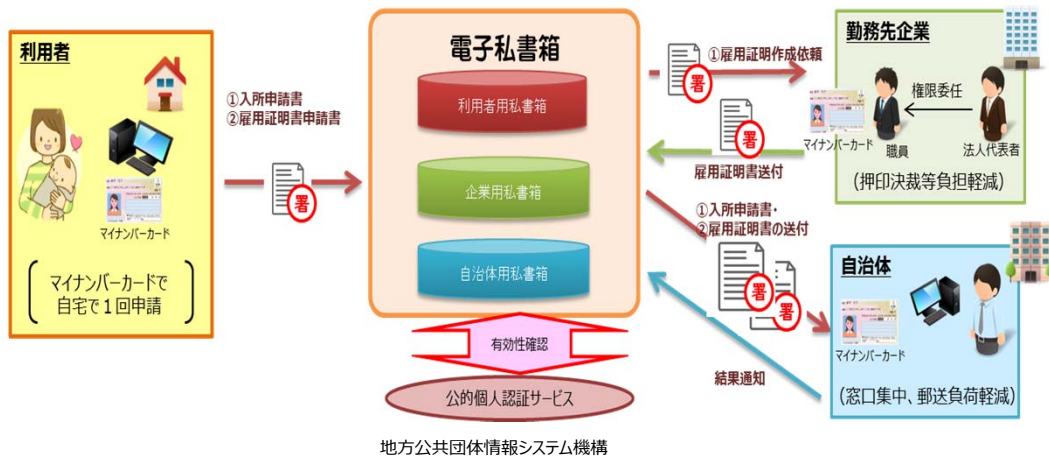 利用者
①入所申請書
②雇用証明書申請書
署
マイナンバーカード
マイナンバーカードで
自宅で1回申請
電子私書箱
利用者用私書箱
企業用私書箱
自治体用私書箱
有効性確認
公的個人認証サービス
地方公共団体情報システム機構
①雇用証明作成依頼
署
署
雇用証明書送付
勤務先企業
権限委任
マイナンバーカード
職員
法人代表者
(押印決裁等負担軽減)
①入所申請書・
②雇用証明書の送付
署
署
結果通知
自治体
マイナンバーカード
(窓口集中、郵送負荷軽減)